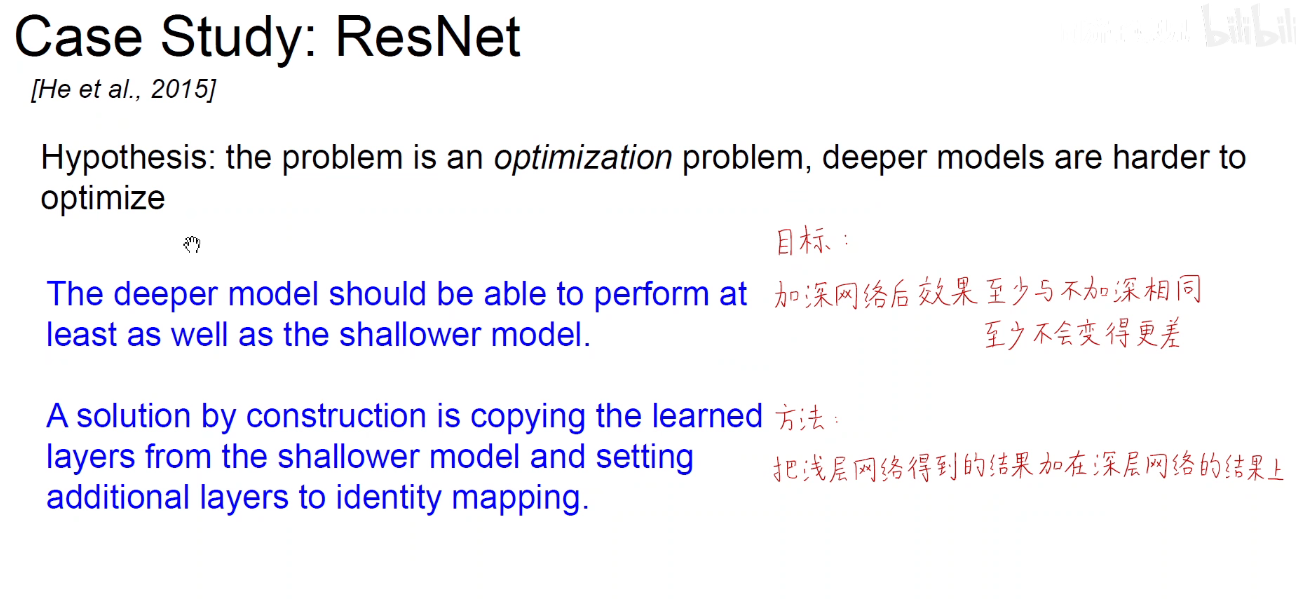 Case Study: ResNet
bilibili
[He et al., 2015]
Hypothesis: the problem is an optimization problem, deeper models are harder to
optimize
目标:
The deeper model should be able to perform at
加深网络后效果至少与不加深相同
least as well as the shallower model.
至少不会变得更差
A solution by construction is copying the learned
方法:
layers from the shallower model and setting
把浅层网络得到的结果加在深层网络的结果上
additional layers to identity mapping.